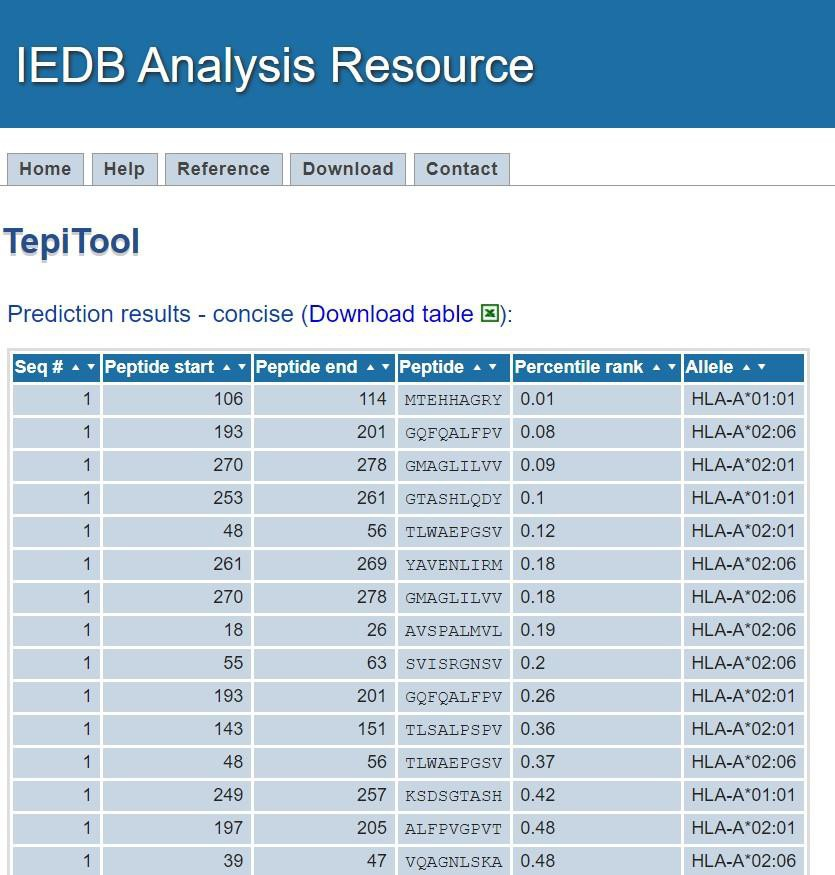 IEDB Analysis Resource
Home Help Reference Download Contact
TepiTool
Prediction results - concise (Download table ):
Seq # Peptide start Peptide end Peptide Percentile rank Allele
1 106 114 MTEHHAGRY 0.01 HLA-A*01:01
1 193 201 GQFQALFPV 0.08 HLA-A*02:06
1 270 278 GMAGLILVV 0.09 HLA-A*02:01
1 253 261 GTASHLQDY 0.1 HLA-A*01:01
1 48 56 TLWAEPGSV 0.12 HLA-A*02:01
1 261 269 YAVENLIRM 0.18 HLA-A*02:06
1 270 278 GMAGLILVV 0.18 HLA-A*02:06
1 18 26 AVSPALMVL 0.19 HLA-A*02:06
1 55 63 SVISRGNSV 0.2 HLA-A*02:06
1 193 201 GQFQALFPV 0.26 HLA-A*02:01
1 143 151 TLSALPSPV 0.36 HLA-A*02:01
1 48 56 TLWAEPGSV 0.37 HLA-A*02:06
1 249 257 KSDSGTASH 0.42 HLA-A*01:01
1 197 205 ALFPVGPVT 0.48 HLA-A*02:01
1 39 47 VQAGNLSKA 0.48 HLA-A*02:06